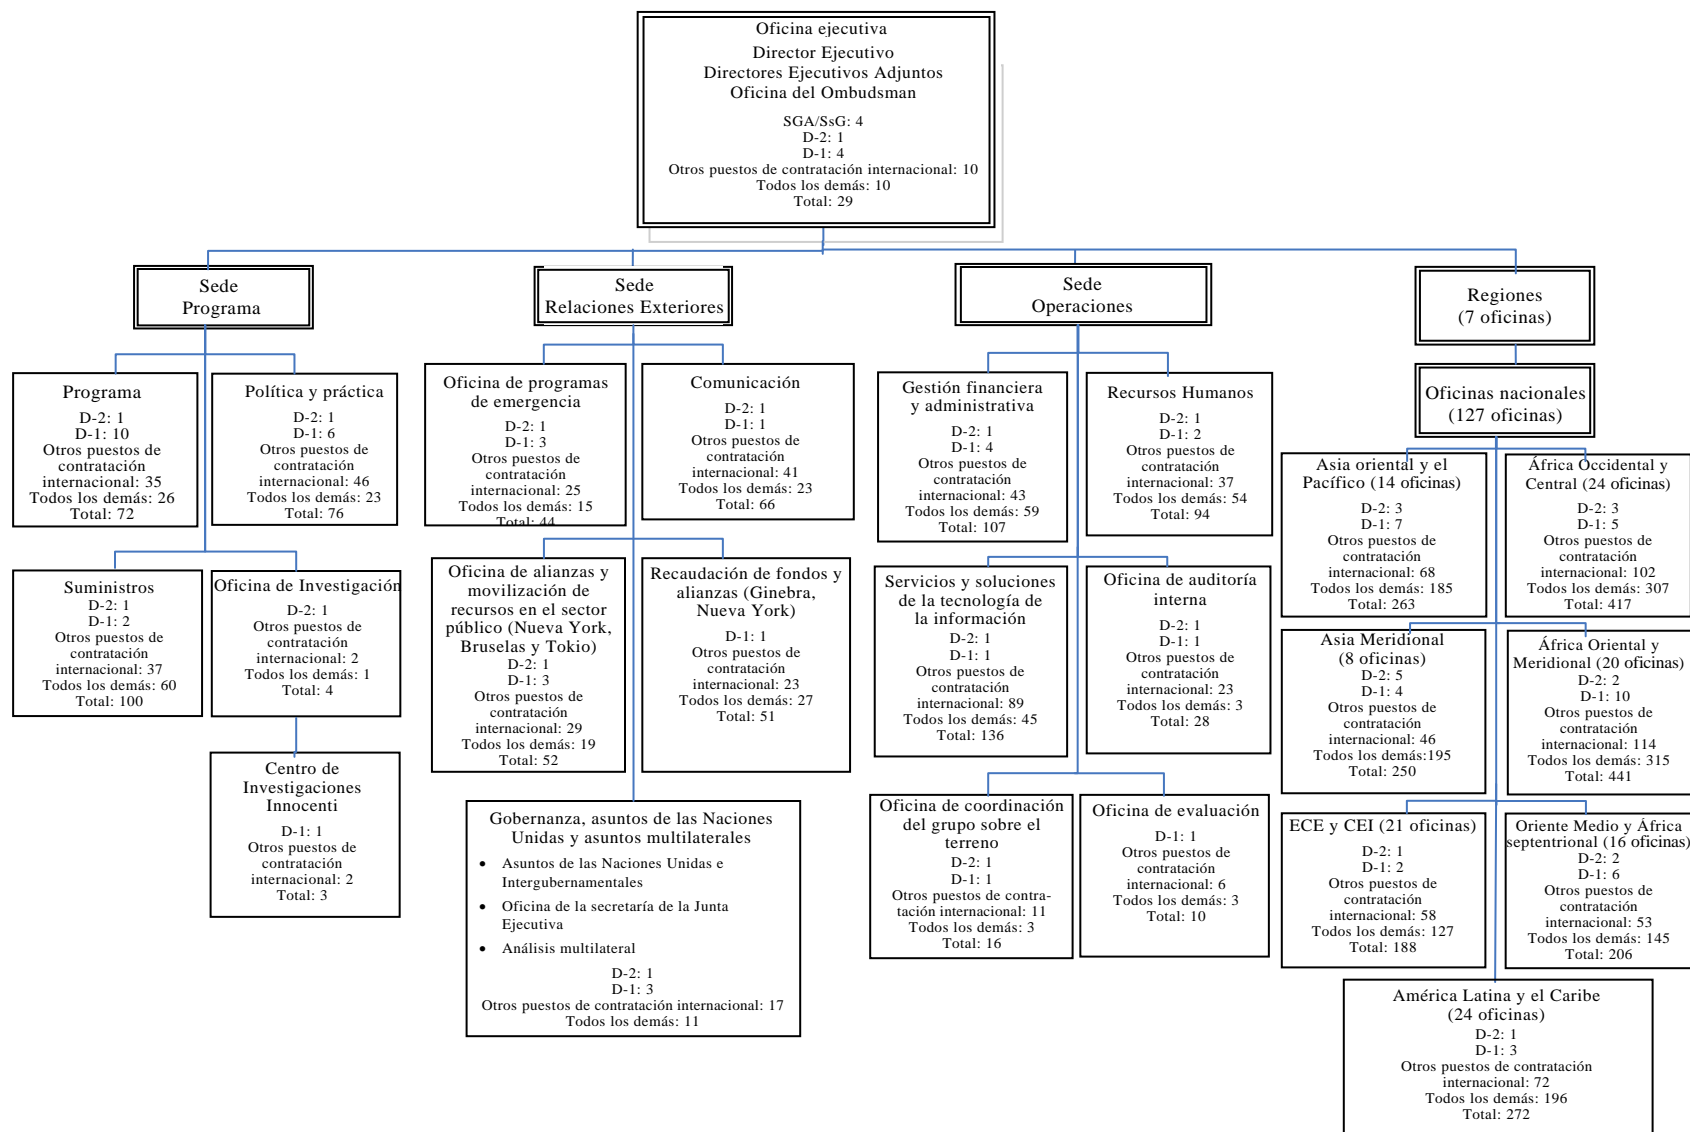 Oficina ejecutiva
Director Ejecutivo
Directores Ejecutivos Adjuntos
Oficina del Ombudsman
SGA/SsG: 4
D-2: 1
D-1: 4
Otros puestos de contratación internacional: 10
Todos los demás: 10
Total: 29
Sede
Programa
Sede
Relaciones Exteriores
Sede
Operaciones
Regiones
(7 oficinas)
Programa
D-2: 1
D-1: 10
Otros puestos de
contratación
internacional: 35
Todos los demás: 26
Total: 72
Política y práctica
D-2: 1
D-1: 6
Otros puestos de
contratación
internacional: 46
Todos los demás: 23
Total: 76
Oficina de programas
de emergencia
D-2: 1
D-1: 3
Otros puestos de
contratación
internacional: 25
Todos los demás: 15
Total: 44
Comunicación
D-2: 1
D-1: 1
Otros puestos de
contratación
internacional: 41
Todos los demás: 23
Total: 66
Gestión financiera
y administrativa
D-2: 1
D-1: 4
Otros puestos de
contratación
internacional: 43
Todos los demás: 59
Total: 107
Recursos Humanos
D-2: 1
D-1: 2
Otros puestos de
contratación
internacional: 37
Todos los demás: 54
Total: 94
Oficinas nacionales
(127 oficinas)
Asia oriental y el
Pacífico (14 oficinas)
D-2: 3
D-1: 7
Otros puestos de
contratación
internacional: 68
Todos los demás: 185
Total: 263
África Occidental y
Central (24 oficinas)
D-2: 3
D-1: 5
Otros puestos de
contratación
internacional: 102
Todos los demás: 307
Total: 417
Suministros
D-2: 1
D-1: 2
Otros puestos de
contratación
internacional: 37
Todos los demás: 60
Total: 100
Oficina de Investigación
D-2: 1
Otros puestos de
contratación
internacional: 2
Todos los demás: 1
Total: 4
Oficina de alianzas y
movilización de
recursos en el sector
público (Nueva York,
Bruselas y Tokio)
D-2: 1
D-1: 3
Otros puestos de
contratación
internacional: 29
Todos los demás: 19
Total: 52
Recaudación de fondos y
alianzas (Ginebra,
Nueva York)
D-1: 1
Otros puestos de
contratación
internacional: 23
Todos los demás: 27
Total: 51
Servicios y soluciones
de la tecnología de
la información
D-2: 1
D-1: 1
Otros puestos de
contratación
internacional: 89
Todos los demás: 45
Total: 136
Oficina de auditoría
interna
D-2: 1
D-1: 1
Otros puestos de
contratación
internacional: 23
Todos los demás: 3
Total: 28
Asia Meridional
(8 oficinas)
D-2: 5
D-1: 4
Otros puestos de
contratación
internacional: 46
Todos los demás:195
Total: 250
África Oriental y
Meridional (20 oficinas)
D-2: 2
D-1: 10
Otros puestos de
contratación
internacional: 114
Todos los demás: 315
Total: 441
Centro de
Investigaciones
Innocenti
D-1: 1
Otros puestos de
contratación
internacional: 2
Total: 3
Gobernanza, asuntos de las Naciones
Unidas y asuntos multilaterales
• Asuntos de las Naciones Unidas e
Intergubernamentales
• Oficina de la secretaría de la Junta
Ejecutiva
• Análisis multilateral
D-2: 1
D-1: 3
Otros puestos de contratación internacional: 17
Todos los demás: 11
Oficina de coordinación
del grupo sobre el
terreno
D-2: 1
D-1: 1
Otros puestos de contra-
tación internacional: 11
Todos los demás: 3
Total: 16
Oficina de evaluación
D-1: 1
Otros puestos de
contratación
internacional: 6
Todos los demás: 3
Total: 10
ECE y CEI (21 oficinas)
D-2: 1
D-1: 2
Otros puestos de
contratación
internacional: 58
Todos los demás: 127
Total: 188
Oriente Medio y África
septentrional (16 oficinas)
D-2: 2
D-1: 6
Otros puestos de
contratación
internacional: 53
Todos los demás: 145
Total: 206
América Latina y el Caribe
(24 oficinas)
D-2: 1
D-1: 3
Otros puestos de contratación
internacional: 72
Todos los demás: 196
Total: 272